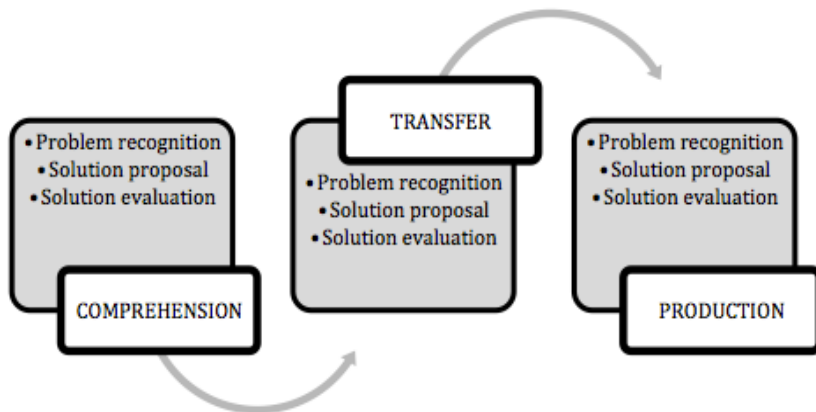 • Problem recognition
• Solution proposal
• Solution evaluation
COMPREHENSION
TRANSFER
• Problem recognition
• Solution proposal
• Solution evaluation
• Problem recognition
• Solution proposal
• Solution evaluation
PRODUCTION